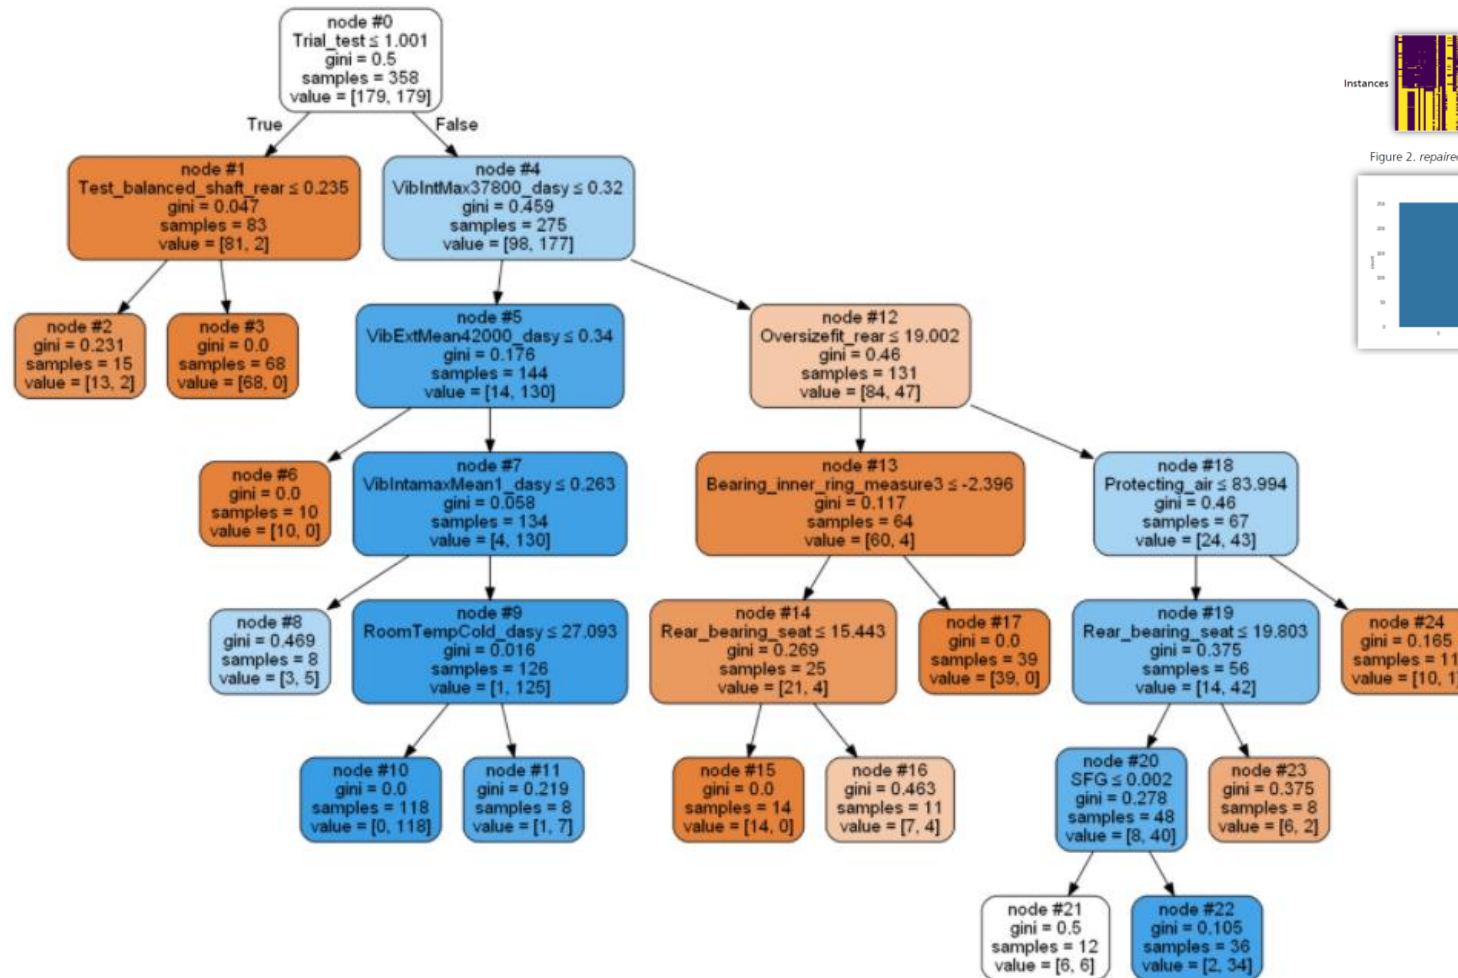 node #0
Trial_test ≤ 1.001
gini = 0.5
samples = 358
value = [179, 179]
True
False
node #1
Test_balanced_shaft_rear ≤ 0.235
gini = 0.047
samples = 83
value = [81, 2]
node #4
VibIntMax37800_dasy ≤ 0.32
gini = 0.459
samples = 275
value = [98, 177]
node #2
gini = 0.231
samples = 15
value = [13, 2]
node #3
gini = 0.0
samples = 68
value = [68, 0]
node #5
VibExtMean42000_dasy ≤ 0.34
gini = 0.176
samples = 144
value = [14, 130]
node #12
Oversizefit_rear ≤ 19.002
gini = 0.46
samples = 131
value = [84, 47]
node #6
gini = 0.0
samples = 10
value = [10, 0]
node #7
VibIntamaxMean1_dasy ≤ 0.263
gini = 0.058
samples = 134
value = [4, 130]
node #13
Bearing_inner_ring_measure3 ≤ -2.396
gini = 0.117
samples = 64
value = [60, 4]
node #18
Protecting_air ≤ 83.994
gini = 0.46
samples = 67
value = [24, 43]
node #8
gini = 0.469
samples = 8
value = [3, 5]
node #9
RoomTempCold_dasy ≤ 27.093
gini = 0.016
samples = 126
value = [1, 125]
node #14
Rear_bearing_seat ≤ 15.443
gini = 0.269
samples = 25
value = [21, 4]
node #17
gini = 0.0
samples = 39
value = [39, 0]
node #19
Rear_bearing_seat ≤ 19.803
gini = 0.375
samples = 56
value = [14, 42]
node #24
gini = 0.165
samples = 11
value = [10, 1]
node #10
gini = 0.0
samples = 118
value = [0, 118]
node #11
gini = 0.219
samples = 8
value = [1, 7]
node #15
gini = 0.0
samples = 14
value = [14, 0]
node #16
gini = 0.463
samples = 11
value = [7, 4]
node #20
SFG ≤ 0.002
gini = 0.278
samples = 48
value = [8, 40]
node #23
gini = 0.375
samples = 8
value = [6, 2]
node #21
gini = 0.5
samples = 12
value = [6, 6]
node #22
gini = 0.105
samples = 36
value = [2, 34]
Instances
Figure 2. repaire